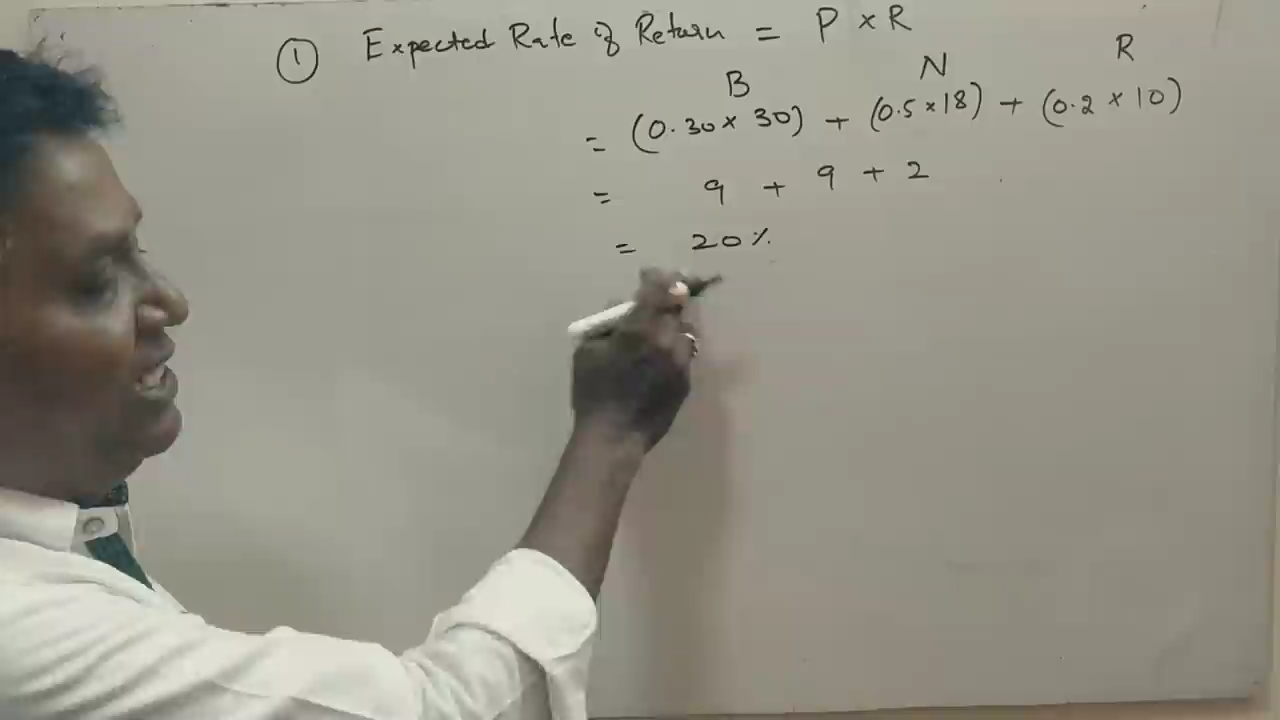 ① Expected Rate of Return = P × R
B N R
= (0.30 × 30) + (0.5 × 18) + (0.2 × 10)
= 9 + 9 + 2
= 20%